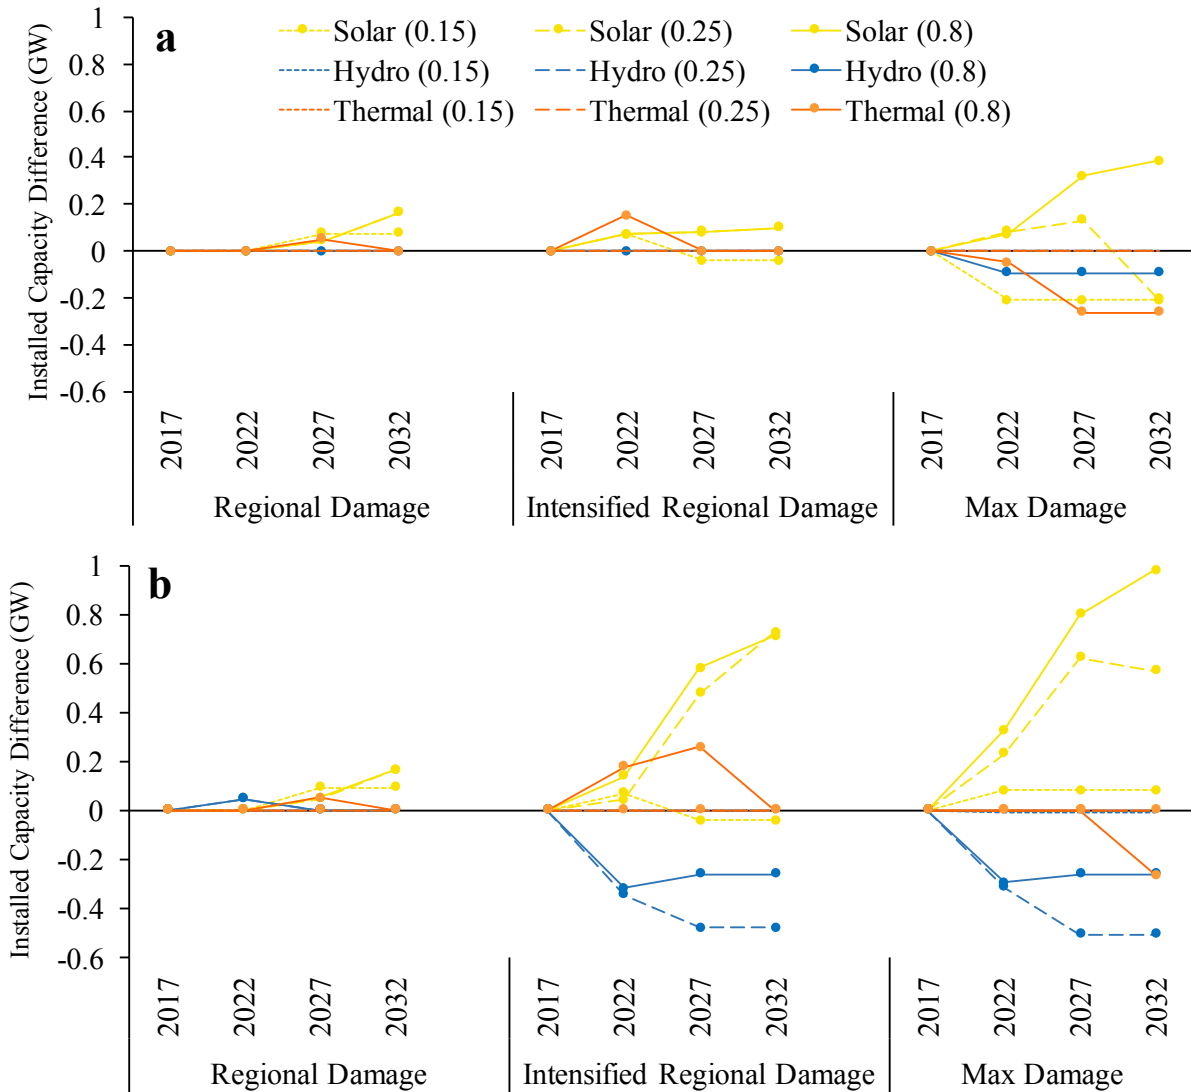 a
Installed Capacity Difference (GW)
Solar (0.15) Solar (0.25) Solar (0.8)
Hydro (0.15) Hydro (0.25) Hydro (0.8)
Thermal (0.15) Thermal (0.25) Thermal (0.8)
1
0.8
0.6
0.4
0.2
0
-0.2
-0.4
-0.6
2017 2022 2027 2032 2017 2022 2027 2032 2017 2022 2027 2032
Regional Damage Intensified Regional Damage Max Damage
b
Installed Capacity Difference (GW)
1
0.8
0.6
0.4
0.2
0
-0.2
-0.4
-0.6
2017 2022 2027 2032 2017 2022 2027 2032 2017 2022 2027 2032
Regional Damage Intensified Regional Damage Max Damage